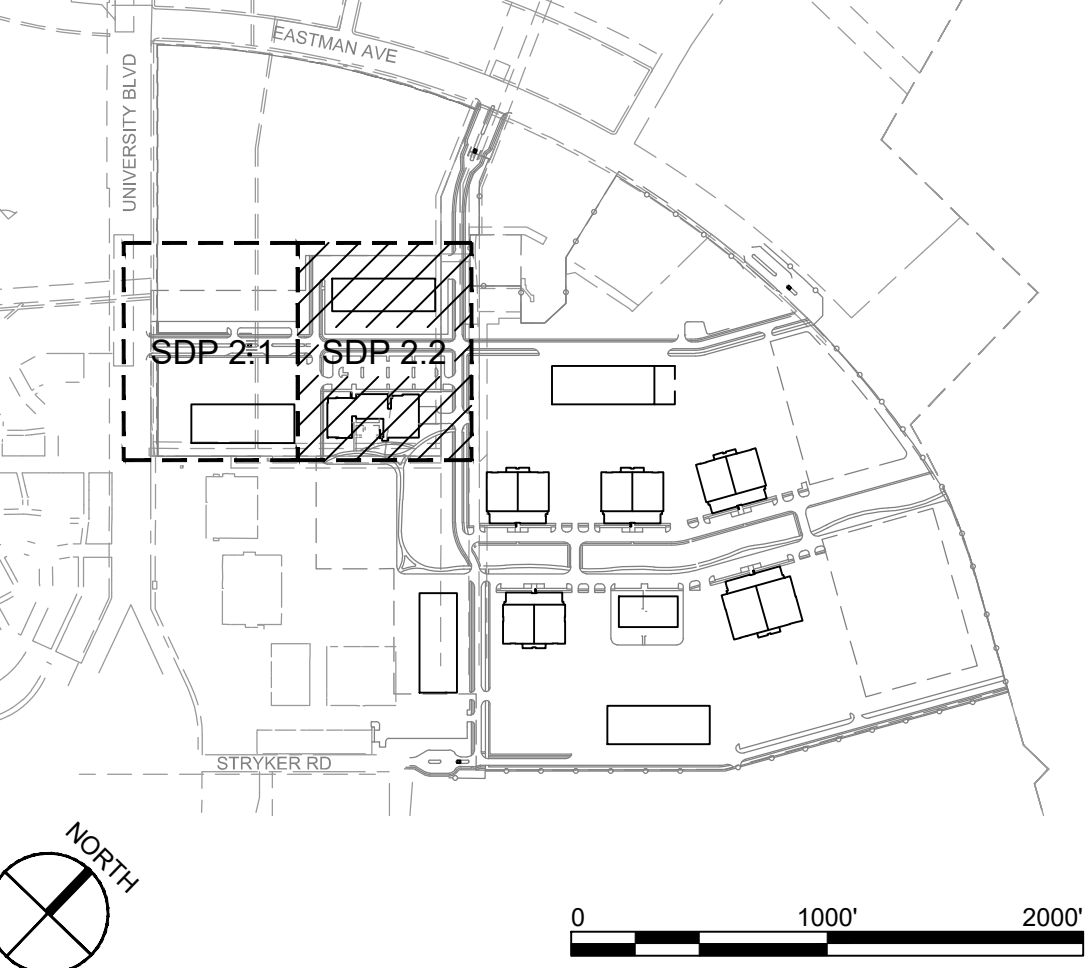 EASTMAN AVE
UNIVERSITY BLVD
SDP 2.1
SDP 2.2
STRYKER RD
NORTH
0 1000' 2000'